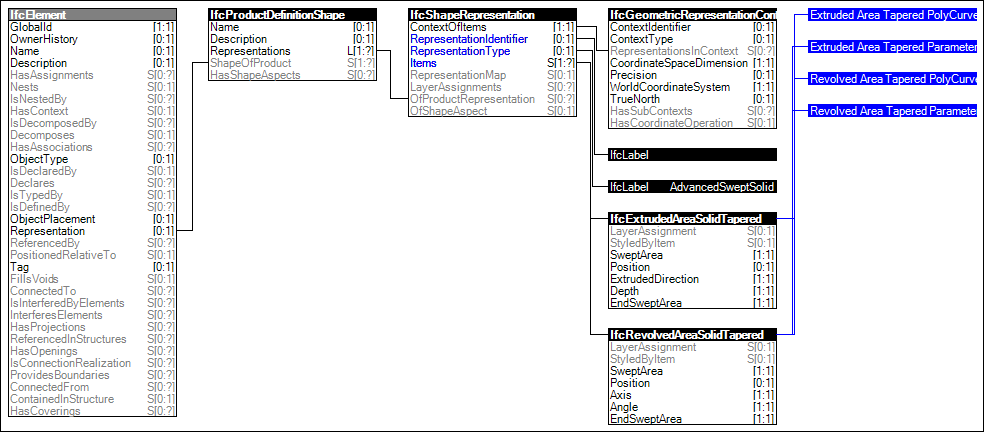 IfcElement
GlobalId [1:1]
OwnerHistory [0:1]
Name [0:1]
Description [0:1]
HasAssignments S[0:?]
Nests S[0:1]
IsNestedBy S[0:?]
HasContext S[0:1]
IsDecomposedBy S[0:?]
Decomposes S[0:1]
HasAssociations S[0:?]
ObjectType [0:1]
IsDeclaredBy S[0:1]
Declares S[0:?]
IsTypedBy S[0:1]
IsDefinedBy S[0:?]
ObjectPlacement [0:1]
Representation [0:1]
ReferencedBy S[0:?]
PositionedRelativeTo S[0:1]
Tag [0:1]
FillsVoids S[0:1]
ConnectedTo S[0:?]
IsInterferedByElements S[0:?]
InterferesElements S[0:?]
HasProjections S[0:?]
ReferencedInStructures S[0:?]
HasOpenings S[0:?]
IsConnectionRealization S[0:?]
ProvidesBoundaries S[0:?]
ConnectedFrom S[0:?]
ContainedInStructure S[0:1]
HasCoverings S[0:?]
IfcProductDefinitionShape
Name [0:1]
Description [0:1]
Representations L[1:?]
ShapeOfProduct S[1:?]
HasShapeAspects S[0:?]
IfcShapeRepresentation
ContextOfItems [1:1]
RepresentationIdentifier [0:1]
RepresentationType [0:1]
Items S[1:?]
RepresentationMap S[0:1]
LayerAssignments S[0:?]
OfProductRepresentation S[0:1]
OfShapeAspect S[0:1]
IfcGeometricRepresentationCont
ContextIdentifier [0:1]
ContextType [0:1]
RepresentationsInContext S[0:?]
CoordinateSpaceDimension [1:1]
Precision [0:1]
WorldCoordinateSystem [1:1]
TrueNorth [0:1]
HasSubContexts S[0:?]
HasCoordinateOperation S[0:1]
IfcLabel
IfcLabel AdvancedSweptSolid
IfcExtrudedAreaSolidTapered
LayerAssignment S[0:1]
StyledByItem S[0:1]
SweptArea [1:1]
Position [0:1]
ExtrudedDirection [1:1]
Depth [1:1]
EndSweptArea [1:1]
IfcRevolvedAreaSolidTapered
LayerAssignment S[0:1]
StyledByItem S[0:1]
SweptArea [1:1]
Position [0:1]
Axis [1:1]
Angle [1:1]
EndSweptArea [1:1]
Extruded Area Tapered PolyCurve
Extruded Area Tapered Parameter
Revolved Area Tapered PolyCurve
Revolved Area Tapered Parameter